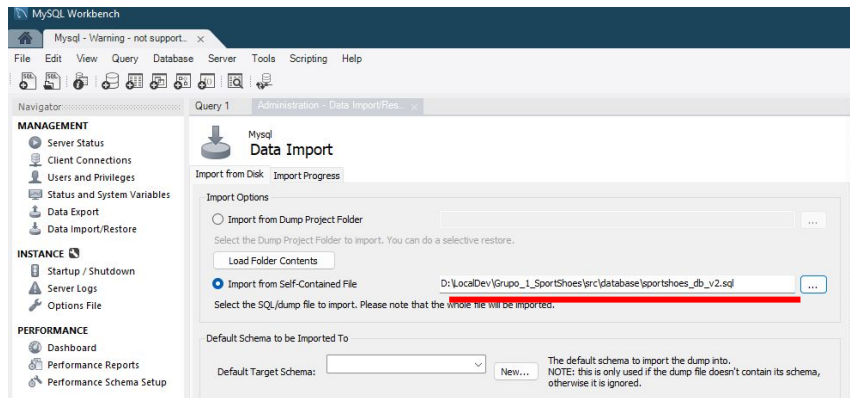 MySQL Workbench
Mysql - Warning - not support...
File Edit View Query Database Server Tools Scripting Help
Navigator
Query 1 Administration - Data Import/Res...
MANAGEMENT
Server Status
Client Connections
Users and Privileges
Status and System Variables
Data Export
Data Import/Restore
INSTANCE
Startup / Shutdown
Server Logs
Options File
PERFORMANCE
Dashboard
Performance Reports
Performance Schema Setup
Mysql
Data Import
Import from Disk Import Progress
Import Options
Import from Dump Project Folder ...
Select the Dump Project Folder to import. You can do a selective restore.
Load Folder Contents
Import from Self-Contained File D:\LocalDev\Grupo_1_SportShoes\src\database\sportshoes_db_v2.sql ...
Select the SQL/dump file to import. Please note that the whole file will be imported.
Default Schema to be Imported To
Default Target Schema: New...
The default schema to import the dump into.
NOTE: this is only used if the dump file doesn't contain its schema,
otherwise it is ignored.